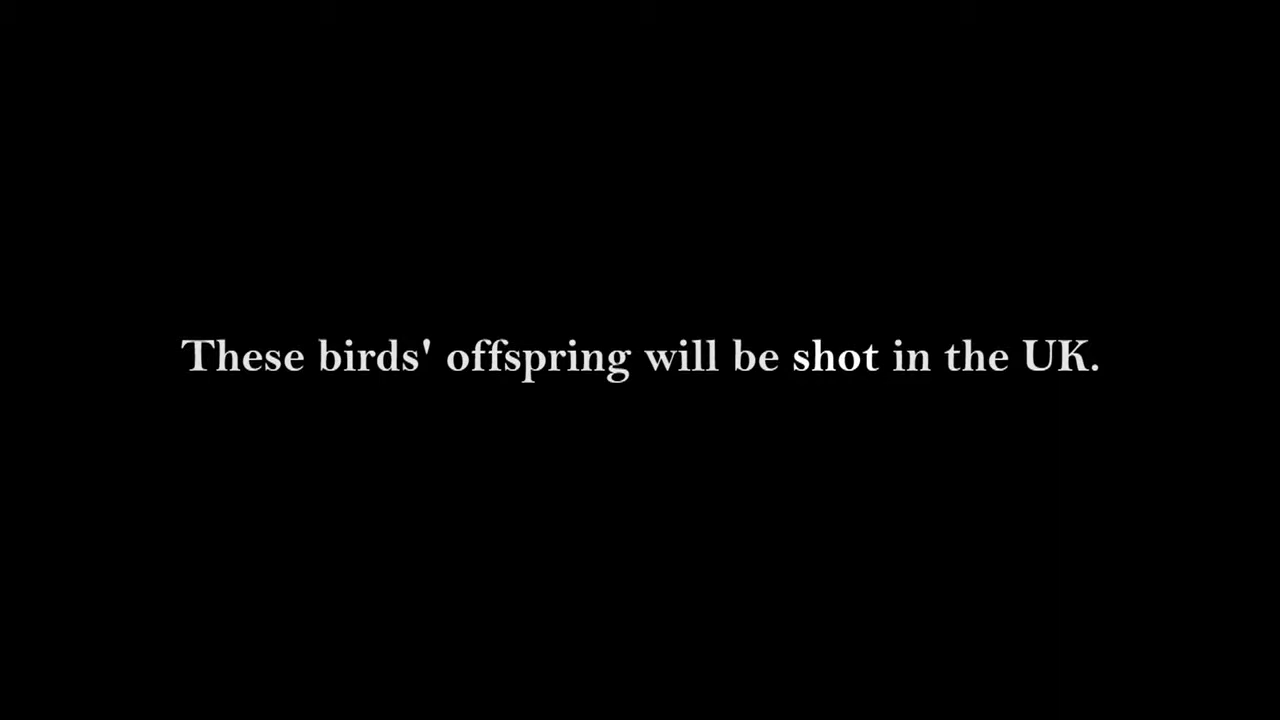 These birds' offspring will be shot in the UK.